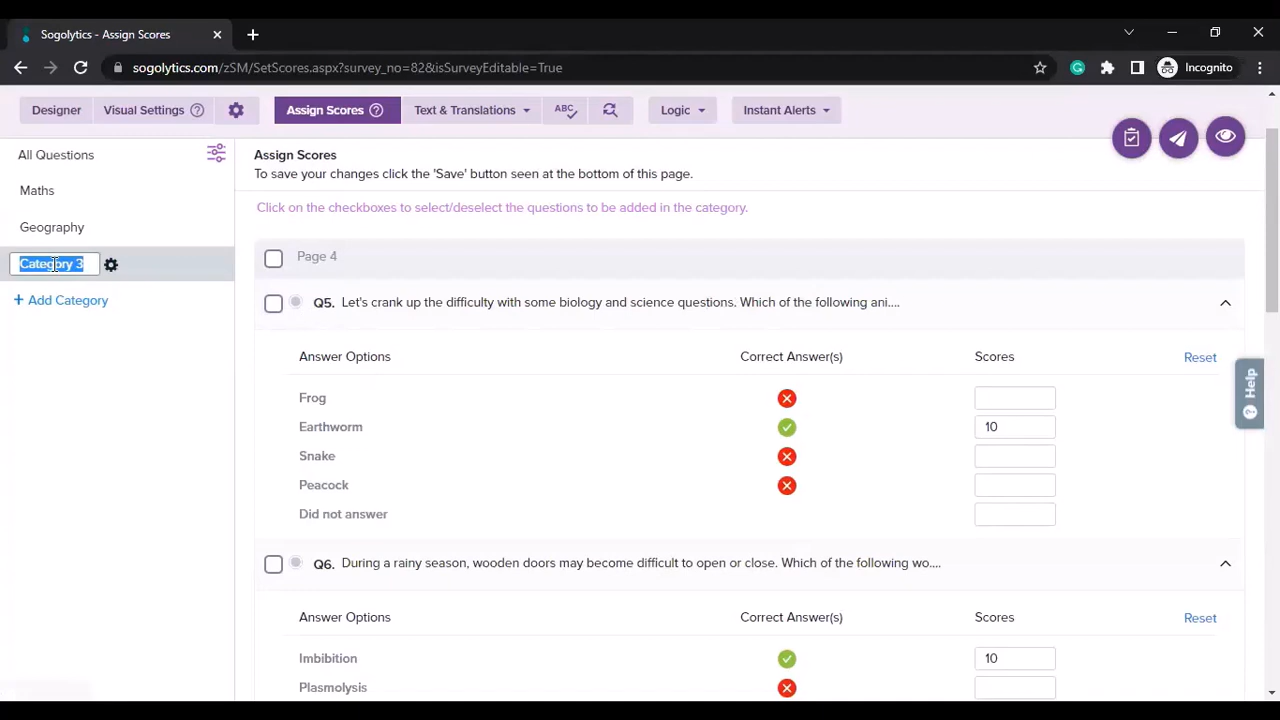 Sogolytics - Assign Scores
sogolytics.com/zSM/SetScores.aspx?survey_no=82&isSurveyEditable=True
Incognito
Designer
Visual Settings
Assign Scores
Text & Translations
ABC
Logic
Instant Alerts
All Questions
Maths
Geography
Category 3
+ Add Category
Assign Scores
To save your changes click the 'Save' button seen at the bottom of this page.
Click on the checkboxes to select/deselect the questions to be added in the category.
Page 4
Q5. Let's crank up the difficulty with some biology and science questions. Which of the following ani....
Answer Options Correct Answer(s) Scores Reset
Frog
Earthworm 10
Snake
Peacock
Did not answer
Q6. During a rainy season, wooden doors may become difficult to open or close. Which of the following wo....
Answer Options Correct Answer(s) Scores Reset
Imbibition 10
Plasmolysis
Help